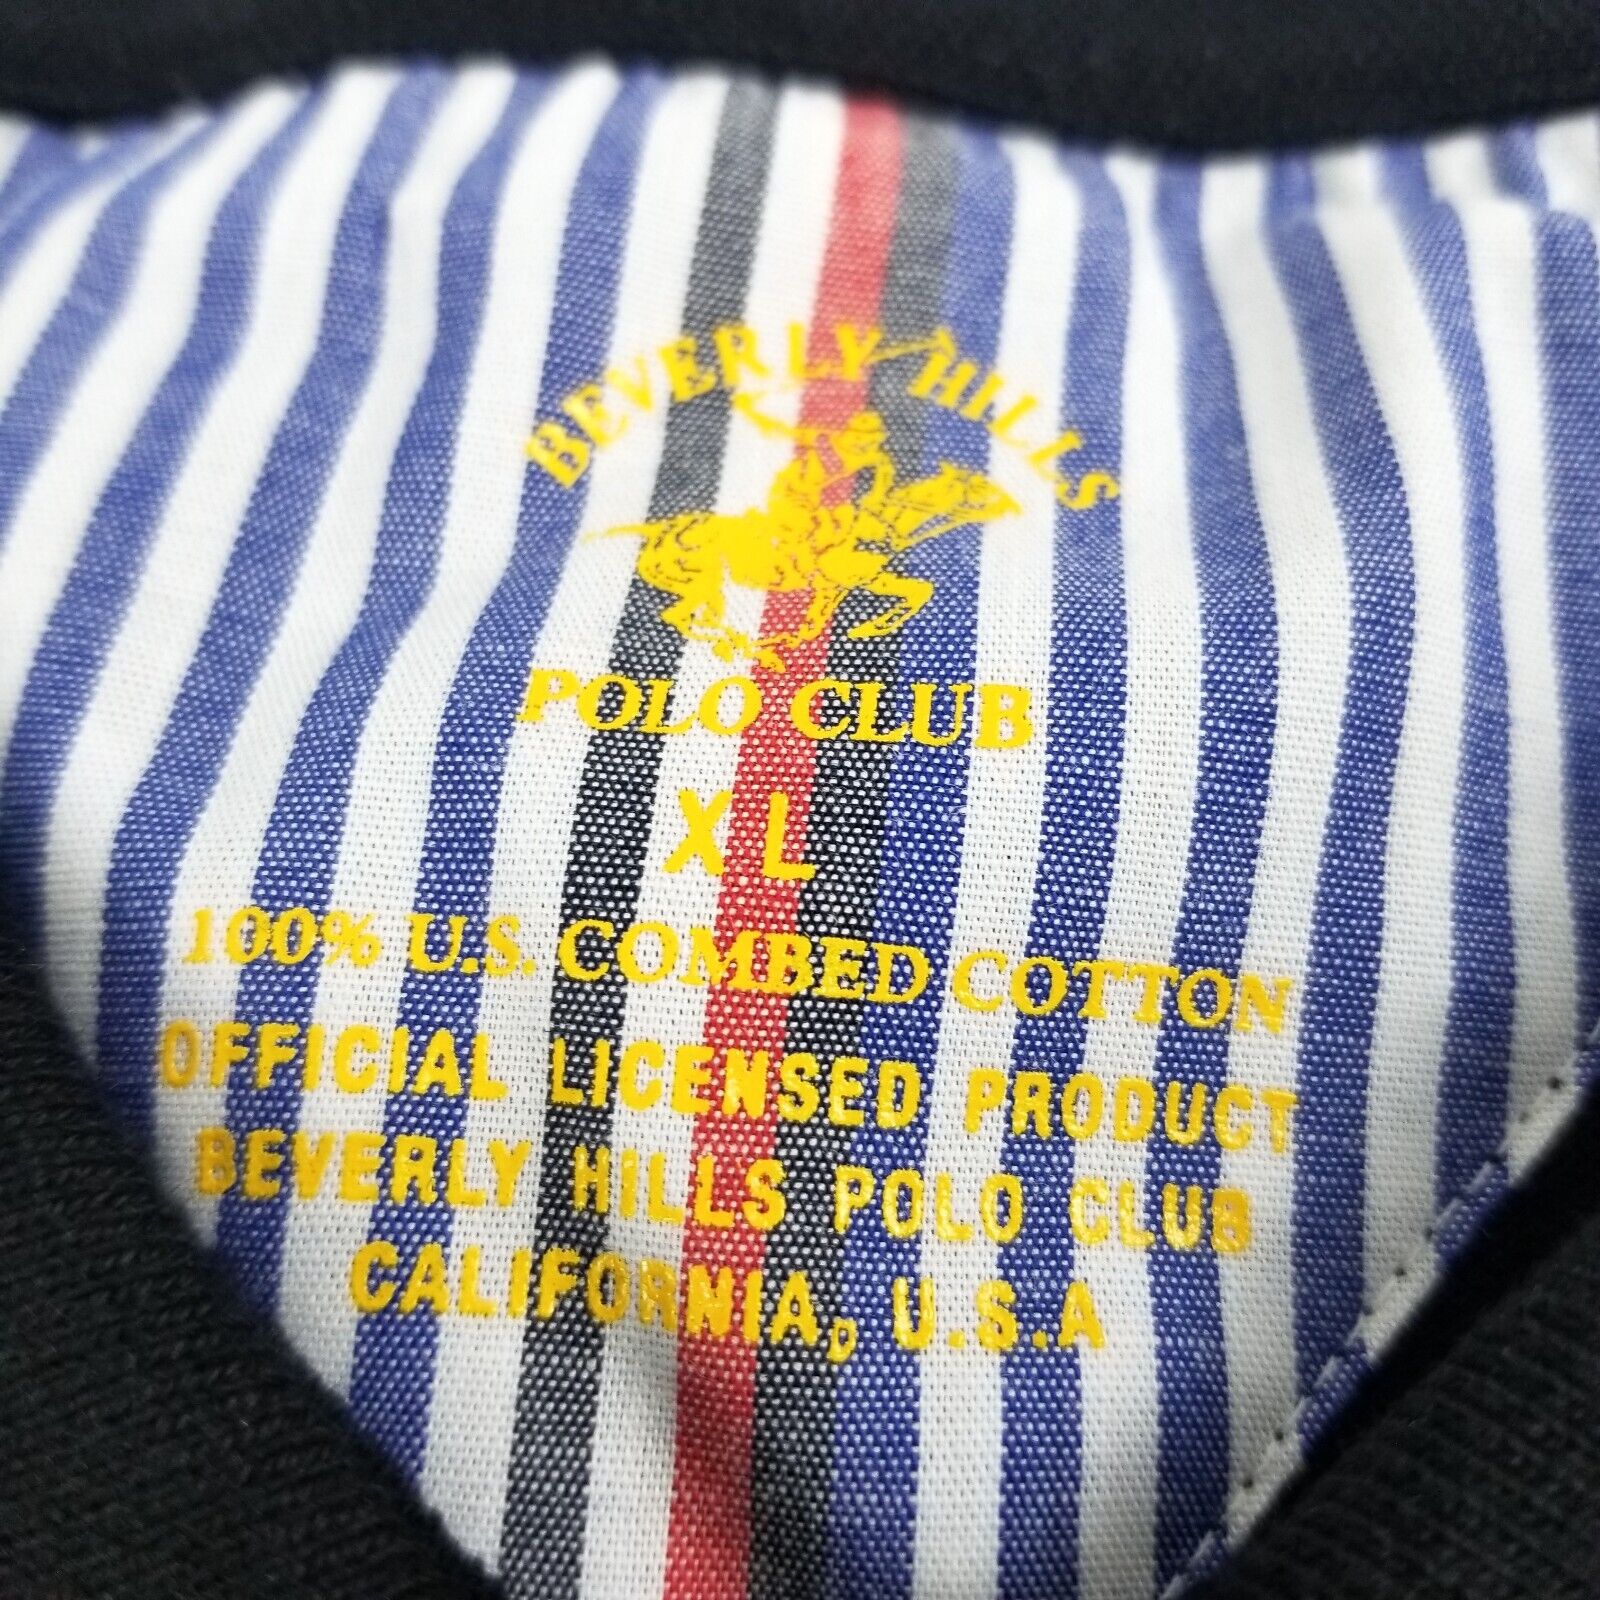 BEVERLY HILLS
POLO CLUB
XL
100% U.S. COMBED COTTON
OFFICIAL LICENSED PRODUCT
BEVERLY HiLLS POLO CLUB
CALIFORNIA, U.S.A